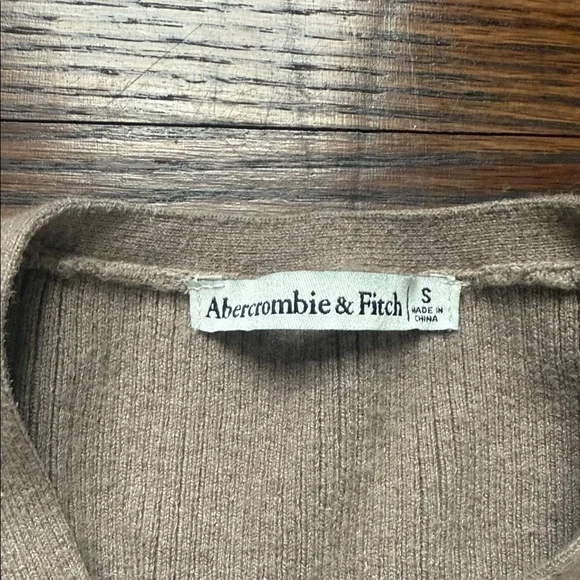 Abercrombie & Fitch
S
MADE IN
CHINA